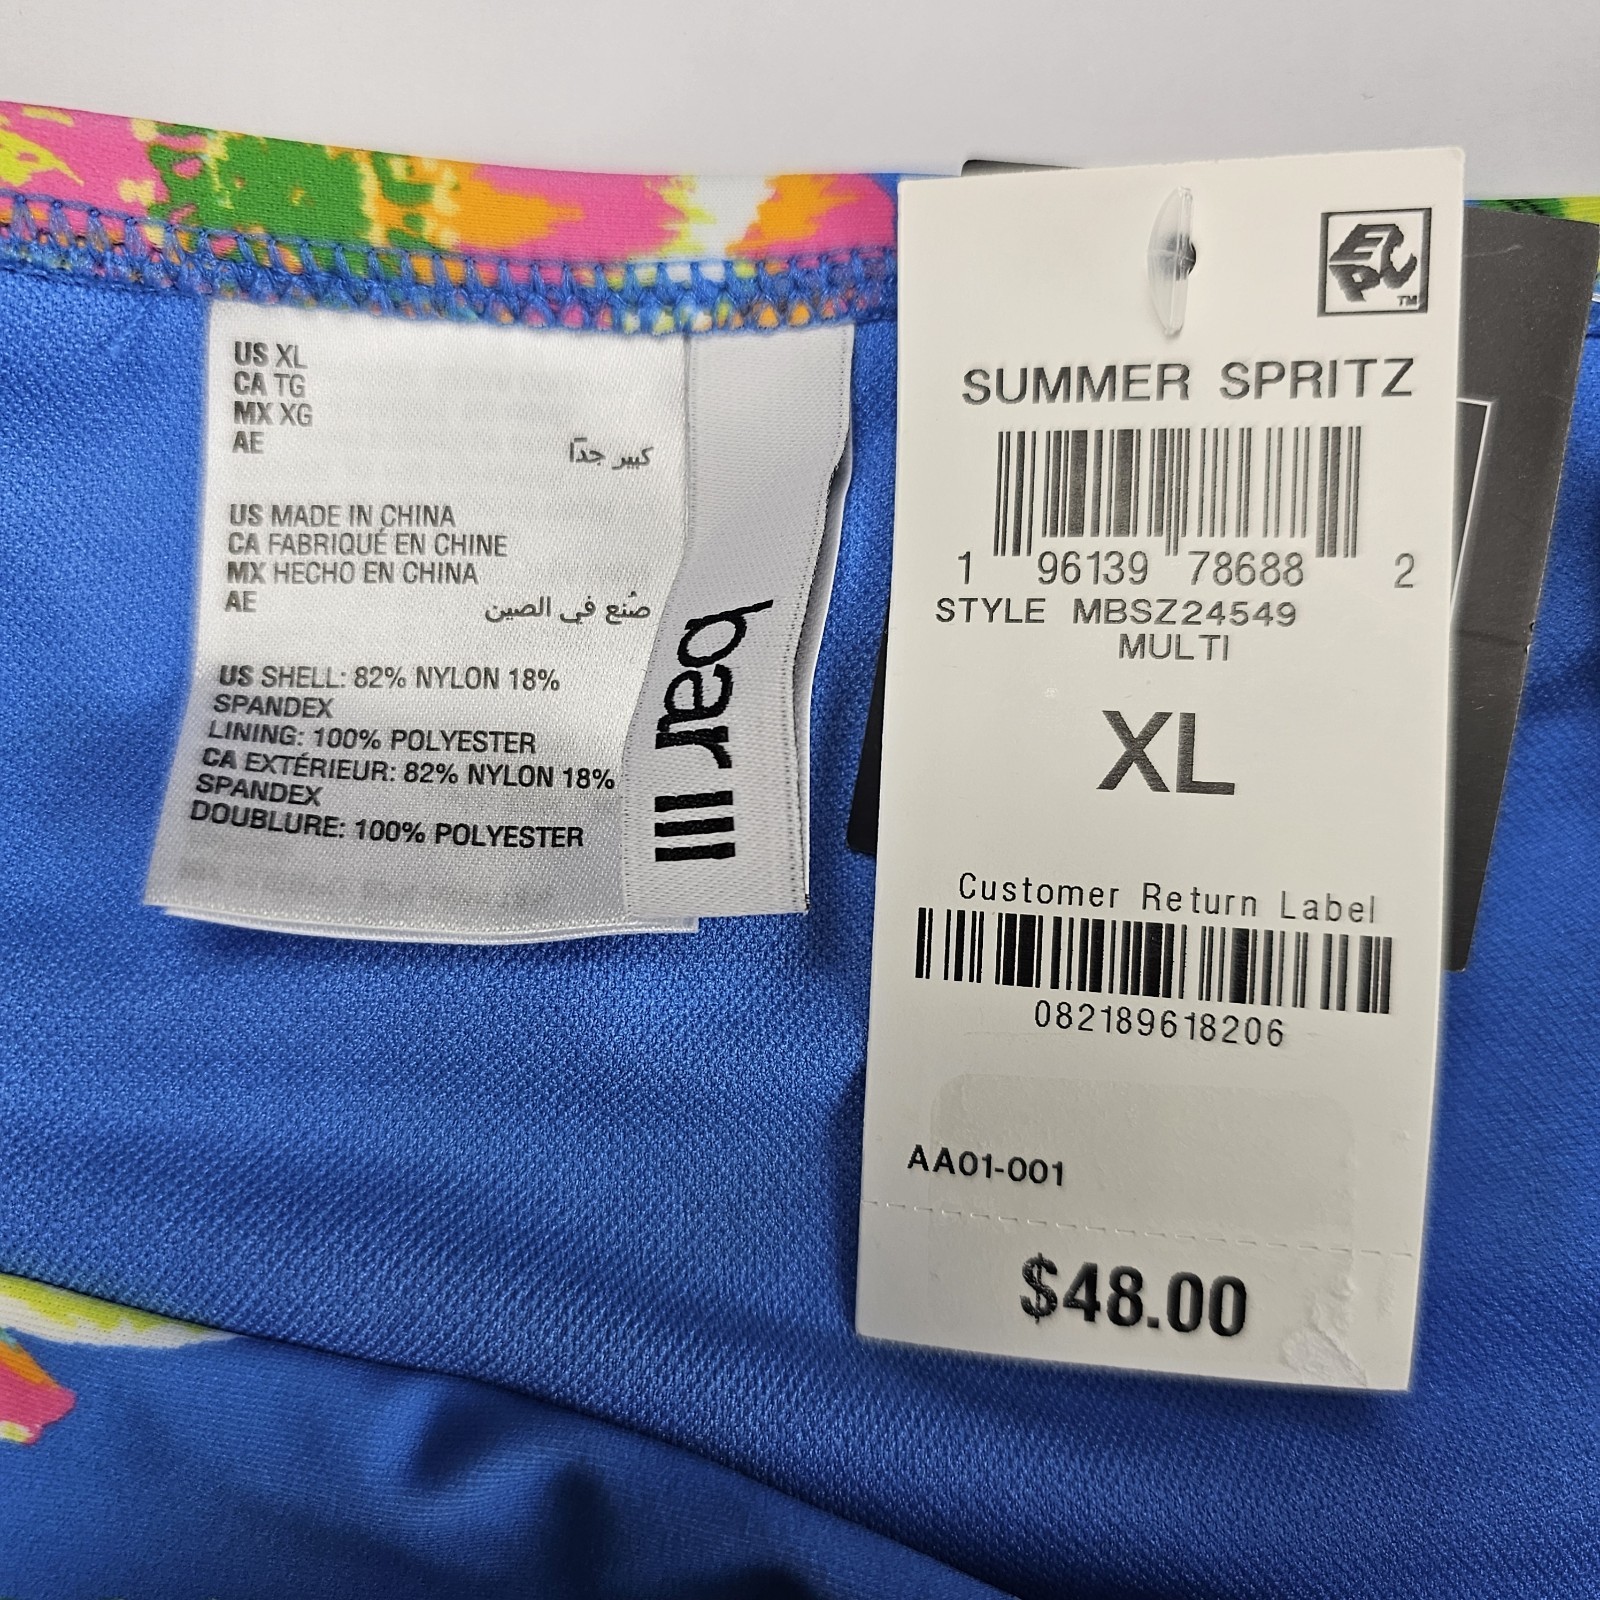 US XL
CA TG
MX XG
AE كبير جدًا
US MADE IN CHINA
CA FABRIQUÉ EN CHINE
MX HECHO EN CHINA
AE صُنع في الصين
US SHELL: 82% NYLON 18%
SPANDEX
LINING: 100% POLYESTER
CA EXTÉRIEUR: 82% NYLON 18%
SPANDEX
DOUBLURE: 100% POLYESTER
bar III
EPIC™
SUMMER SPRITZ
1 96139 78688 2
STYLE MBSZ24549
MULTI
XL
Customer Return Label
082189618206
AA01-001
$48.00